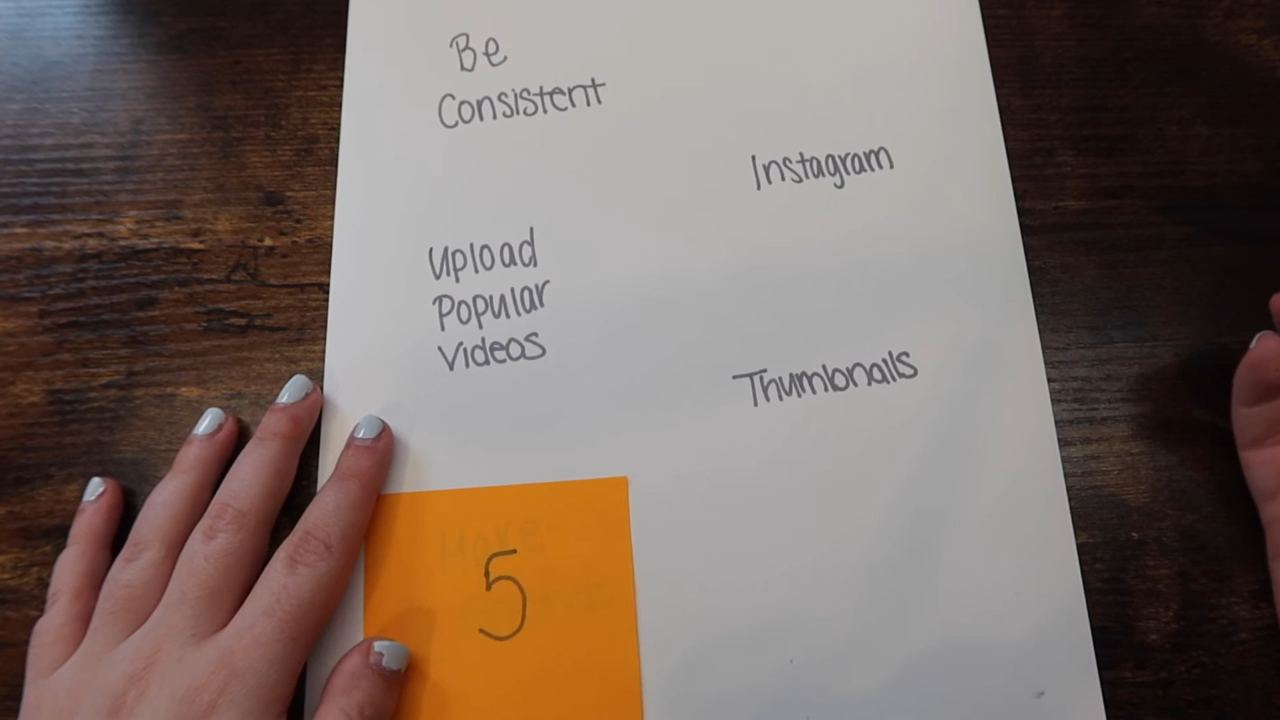 Be
Consistent
Instagram
Upload
Popular
Videos
Thumbnails
5